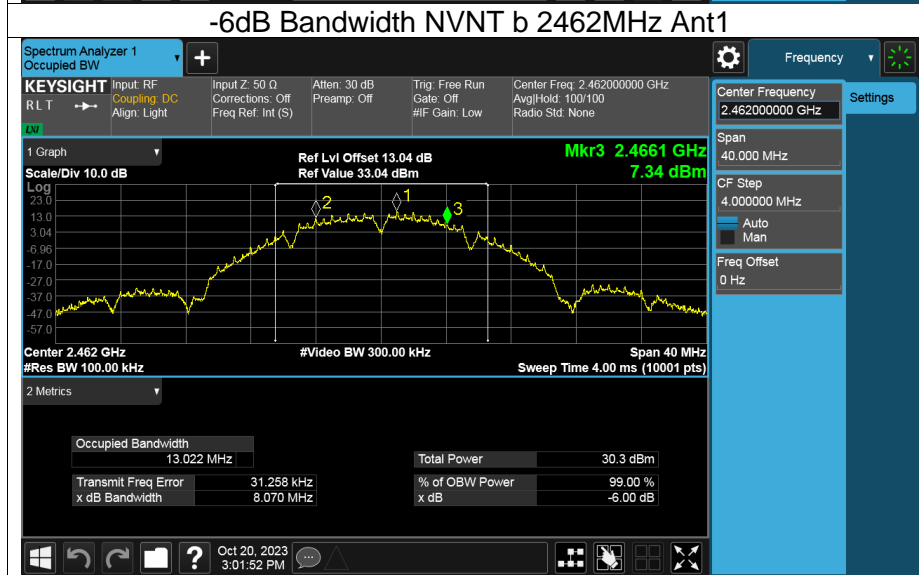 -6dB Bandwidth NVNT b 2462MHz Ant1
Spectrum Analyzer 1
Occupied BW
+
Frequency
KEYSIGHT
R L T
LXI
Input: RF
Coupling: DC
Align: Light
Input Z: 50 Ω
Corrections: Off
Freq Ref: Int (S)
Atten: 30 dB
Preamp: Off
Trig: Free Run
Gate: Off
#IF Gain: Low
Center Freq: 2.462000000 GHz
Avg|Hold: 100/100
Radio Std: None
Center Frequency
2.462000000 GHz
Settings
Span
40.000 MHz
CF Step
4.000000 MHz
Auto
Man
Freq Offset
0 Hz
1 Graph
Scale/Div 10.0 dB
Ref Lvl Offset 13.04 dB
Ref Value 33.04 dBm
Mkr3 2.4661 GHz
7.34 dBm
Log
23.0
13.0
3.04
-6.96
-17.0
-27.0
-37.0
-47.0
-57.0
2
1
3
Center 2.462 GHz
#Res BW 100.00 kHz
#Video BW 300.00 kHz
Span 40 MHz
Sweep Time 4.00 ms (10001 pts)
2 Metrics
Occupied Bandwidth
13.022 MHz
Total Power 30.3 dBm
Transmit Freq Error 31.258 kHz
% of OBW Power 99.00 %
x dB Bandwidth 8.070 MHz
x dB -6.00 dB
?
Oct 20, 2023
3:01:52 PM